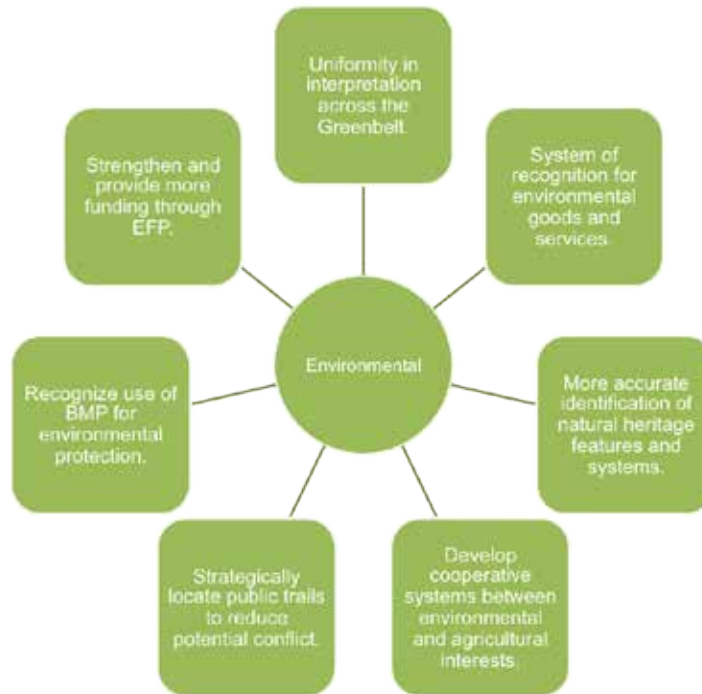 Uniformity in
interpretation
across the
Greenbelt.
System of
recognition for
environmental
goods and
services.
More accurate
identification of
natural heritage
features and
systems.
Develop
cooperative
systems between
environmental
and agricultural
interests.
Strategically
locate public trails
to reduce
potential conflict.
Recognize use of
BMP for
environmental
protection.
Strengthen and
provide more
funding through
EFP.
Environmental